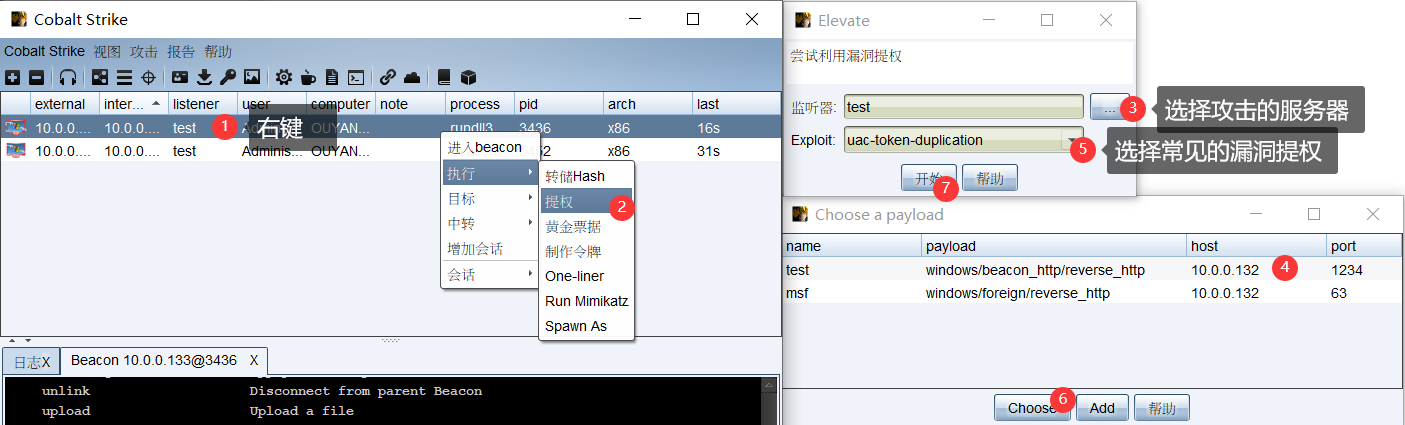 Cobalt Strike
Cobalt Strike 视图 攻击 报告 帮助
external inter... listener user computer note process pid arch last
10.0.0.... 10.0.0.... test OUYAN... rundll3 3436 x86 16s
1 右键
10.0.0.... 10.0.0.... test Adminis... OUYAN... x86 31s
进入beacon
执行
目标
中转
增加会话
会话
转储Hash
提权 2
黄金票据
制作令牌
One-liner
Run Mimikatz
Spawn As
日志X Beacon 10.0.0.133@3436 X
unlink Disconnect from parent Beacon
upload Upload a file
Elevate
尝试利用漏洞提权
监听器: test ... 3 选择攻击的服务器
Exploit: uac-token-duplication 5 选择常见的漏洞提权
开始 7 帮助
Choose a payload
name payload host port
test windows/beacon_http/reverse_http 10.0.0.132 4 1234
msf windows/foreign/reverse_http 10.0.0.132 63
Choose 6 Add 帮助